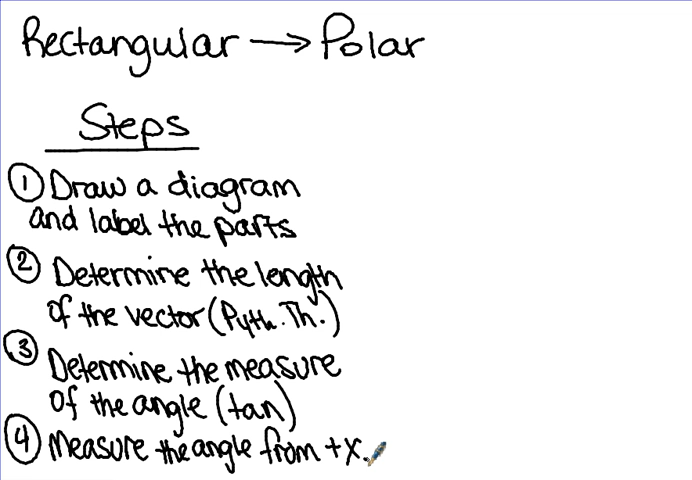 Rectangular → Polar
Steps
① Draw a diagram
and label the parts
② Determine the length
of the vector (Pyth. Th.)
③ Determine the measure
of the angle (tan)
④ Measure the angle from +x.